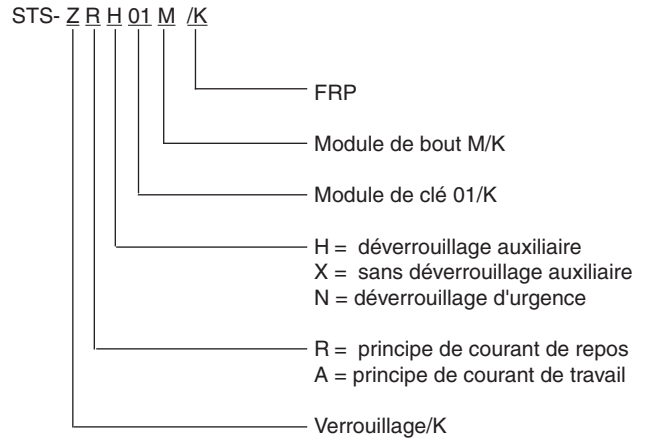 STS- Z R H 01 M /K
FRP
Module de bout M/K
Module de clé 01/K
H = déverrouillage auxiliaire
X = sans déverrouillage auxiliaire
N = déverrouillage d'urgence
R = principe de courant de repos
A = principe de courant de travail
Verrouillage/K